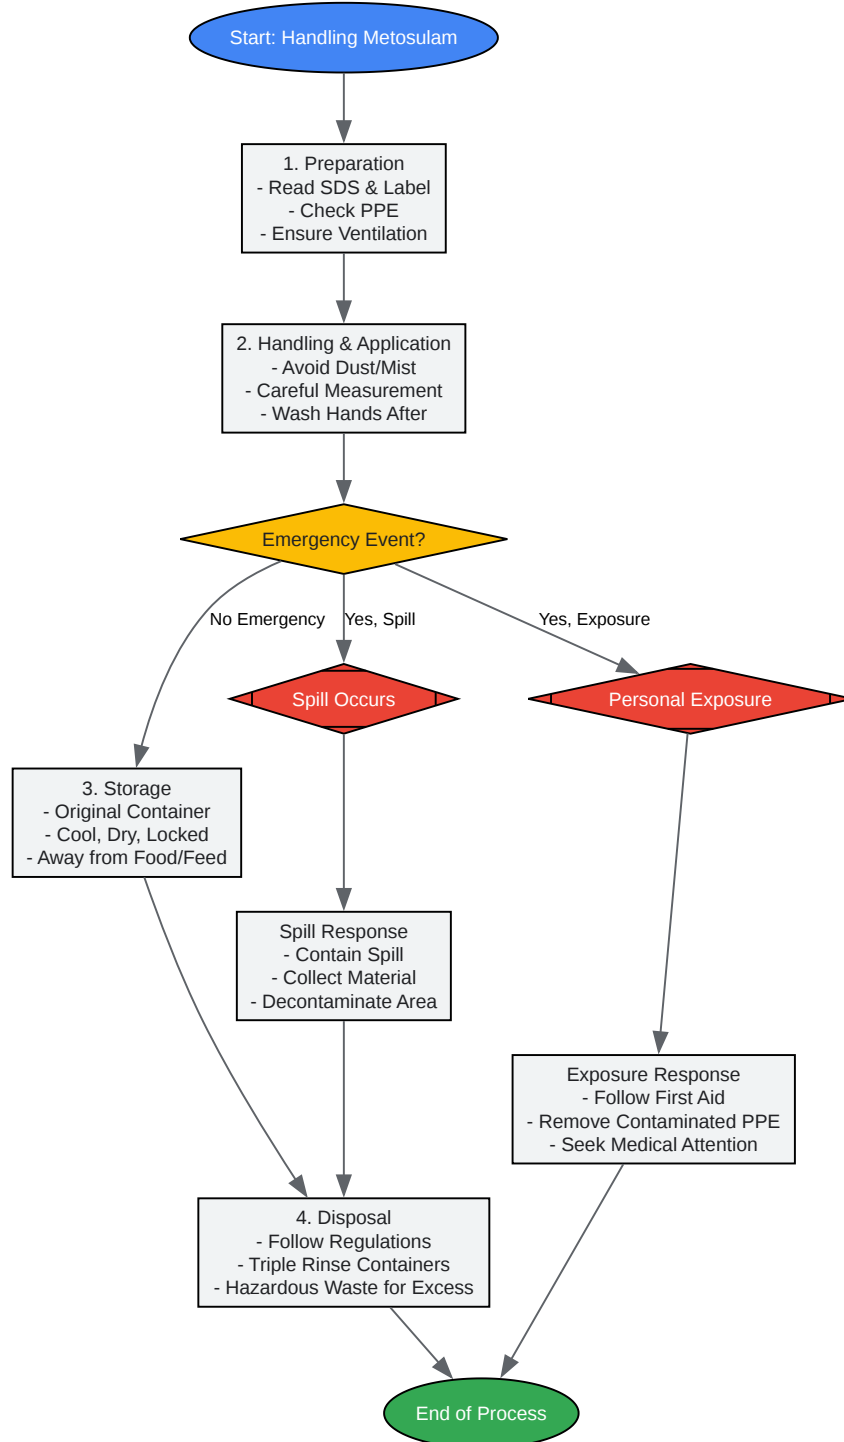 Start: Handling Metosulam
1. Preparation
- Read SDS & Label
- Check PPE
- Ensure Ventilation
2. Handling & Application
- Avoid Dust/Mist
- Careful Measurement
- Wash Hands After
Emergency Event?
No Emergency
Yes, Spill
Yes, Exposure
Spill Occurs
Personal Exposure
3. Storage
- Original Container
- Cool, Dry, Locked
- Away from Food/Feed
Spill Response
- Contain Spill
- Collect Material
- Decontaminate Area
Exposure Response
- Follow First Aid
- Remove Contaminated PPE
- Seek Medical Attention
4. Disposal
- Follow Regulations
- Triple Rinse Containers
- Hazardous Waste for Excess
End of Process